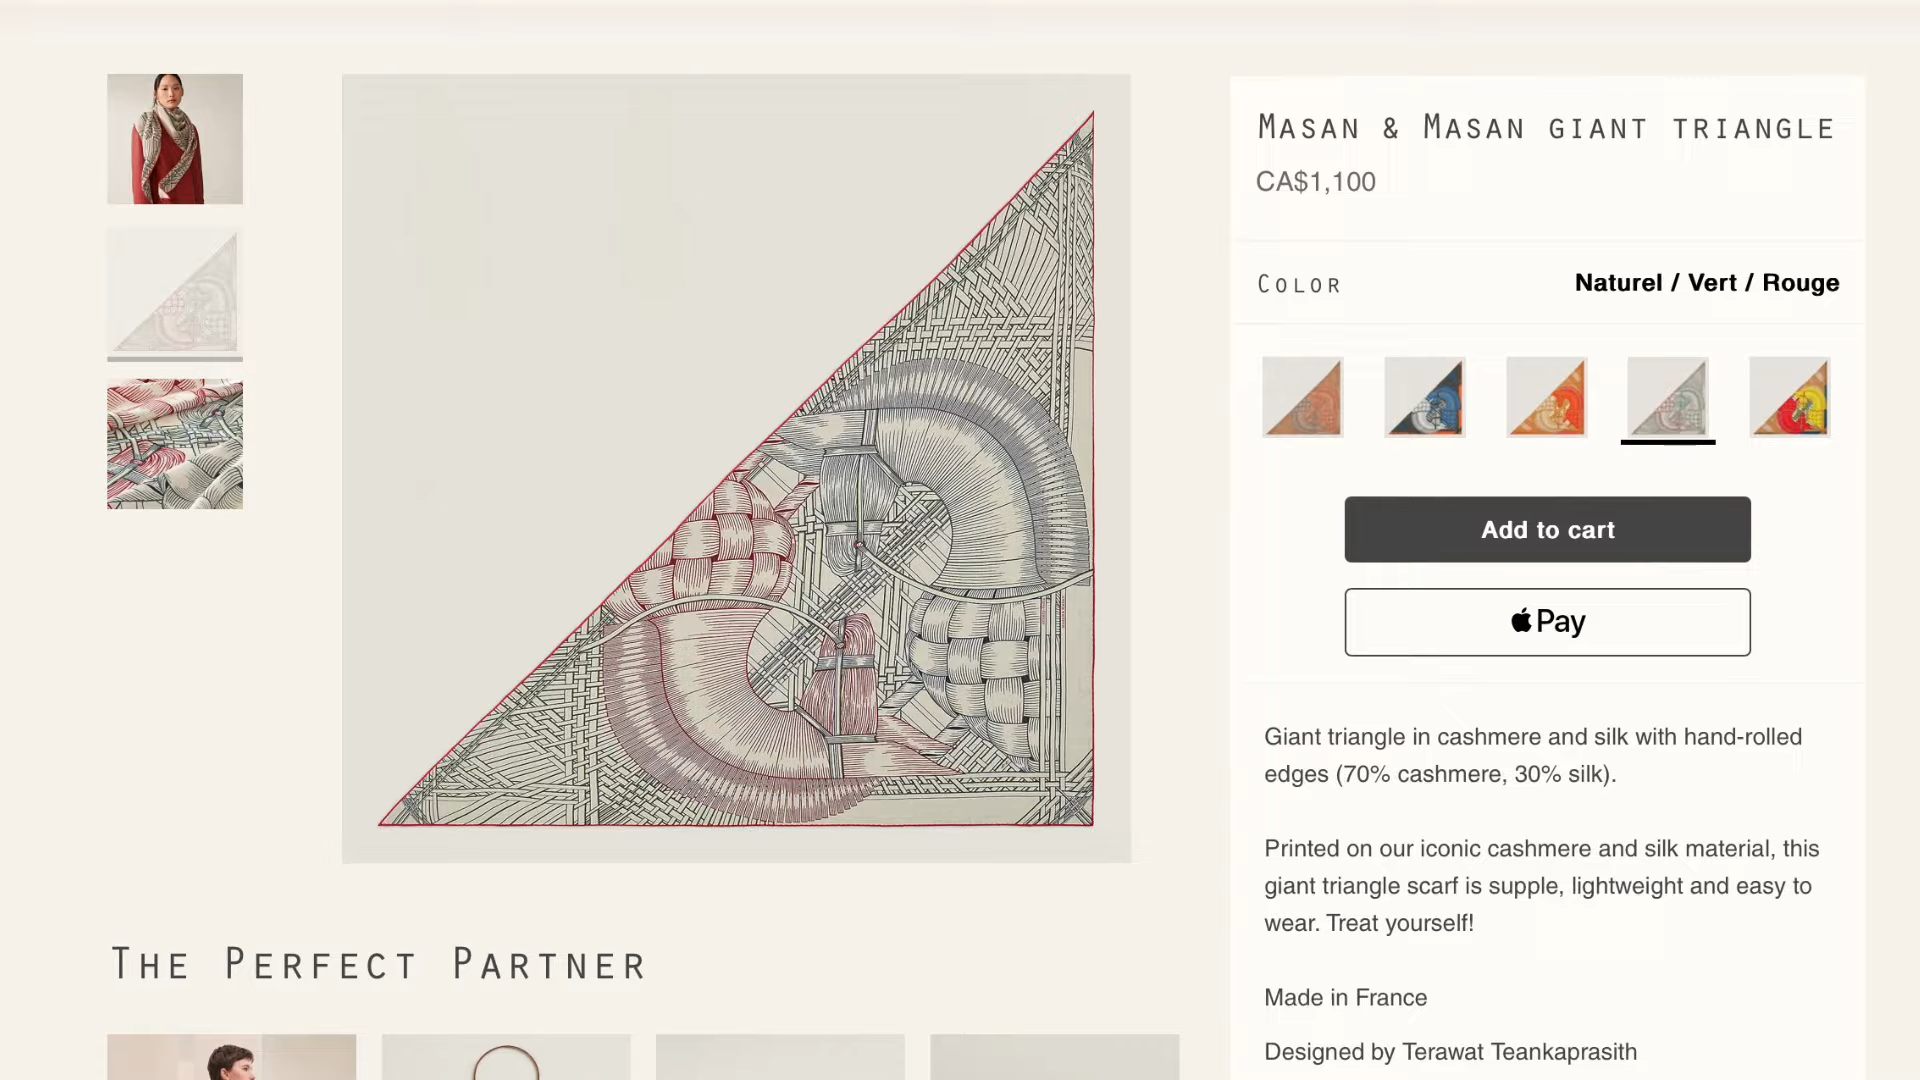 MASAN & MASAN GIANT TRIANGLE
CA$1,100
COLOR
Naturel / Vert / Rouge
Add to cart
Pay
Giant triangle in cashmere and silk with hand-rolled
edges (70% cashmere, 30% silk).
Printed on our iconic cashmere and silk material, this
giant triangle scarf is supple, lightweight and easy to
wear. Treat yourself!
Made in France
Designed by Terawat Teankaprasith
THE PERFECT PARTNER